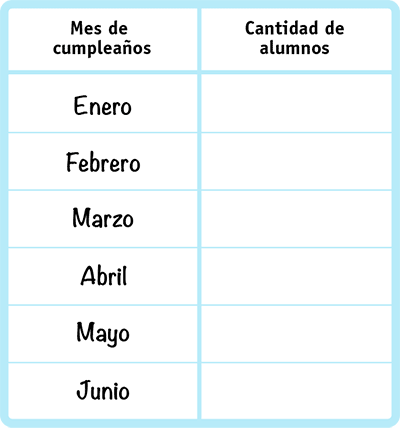 Mes de
cumpleaños
Cantidad de
alumnos
Enero
Febrero
Marzo
Abril
Mayo
Junio